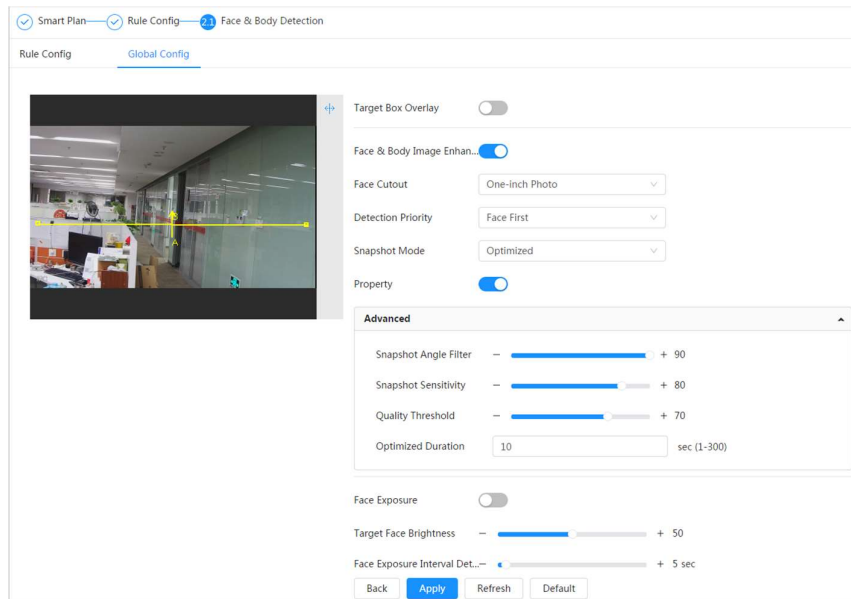 Smart Plan Rule Config 2.1 Face & Body Detection
Rule Config Global Config
Target Box Overlay
Face & Body Image Enhan...
Face Cutout One-inch Photo
Detection Priority Face First
Snapshot Mode Optimized
Property
Advanced
Snapshot Angle Filter − + 90
Snapshot Sensitivity − + 80
Quality Threshold − + 70
Optimized Duration 10 sec (1-300)
Face Exposure
Target Face Brightness − + 50
Face Exposure Interval Det... − + 5 sec
Back Apply Refresh Default
B
A